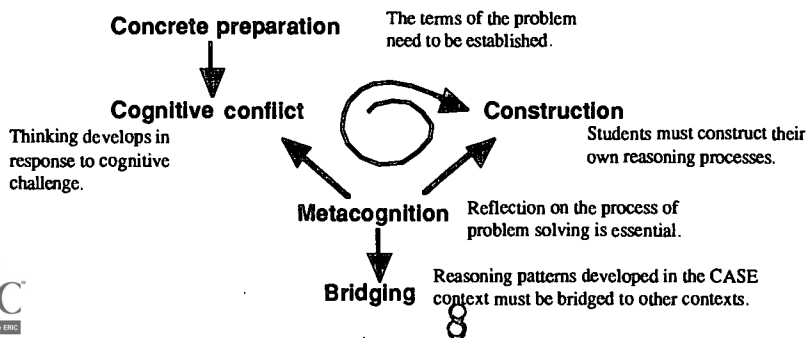 Concrete preparation
The terms of the problem
need to be established.
Cognitive conflict
Construction
Thinking develops in
response to cognitive
challenge.
Students must construct their
own reasoning processes.
Metacognition
Reflection on the process of
problem solving is essential.
Bridging
Reasoning patterns developed in the CASE
context must be bridged to other contexts.
8
ERIC